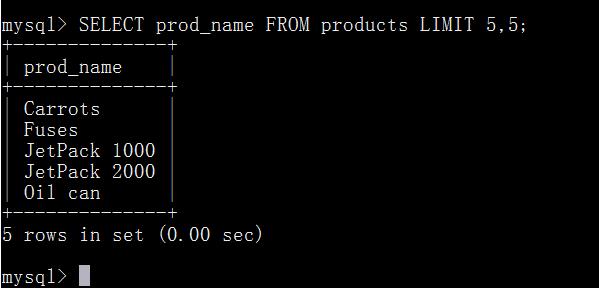 mysql> SELECT prod_name FROM products LIMIT 5,5;
+--------------+
| prod_name    |
+--------------+
| Carrots      |
| Fuses        |
| JetPack 1000 |
| JetPack 2000 |
| Oil can      |
+--------------+
5 rows in set (0.00 sec)
mysql>